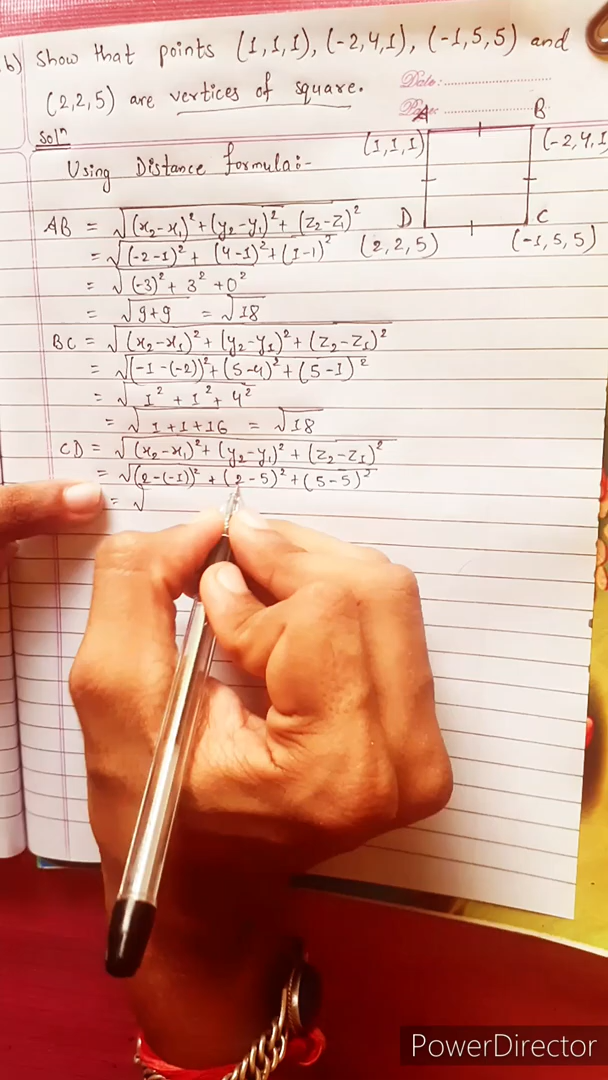 b) Show that points (1,1,1), (-2,4,1), (-1,5,5) and
(2,2,5) are vertices of square.
Date:
Solⁿ
A B
(1,1,1) (-2,4,1
Using Distance formula:-
D C
(2,2,5) (-1,5,5)
AB = √(x₂-x₁)²+(y₂-y₁)²+(z₂-z₁)²
= √(-2-1)²+(4-1)²+(1-1)²
= √(-3)²+3²+0²
= √9+9 = √18
BC = √(x₂-x₁)²+(y₂-y₁)²+(z₂-z₁)²
= √(-1-(-2))²+(5-4)²+(5-1)²
= √1²+1²+4²
= √1+1+16 = √18
CD = √(x₂-x₁)²+(y₂-y₁)²+(z₂-z₁)²
= √(2-(-1))²+(2-5)²+(5-5)²
= √
PowerDirector